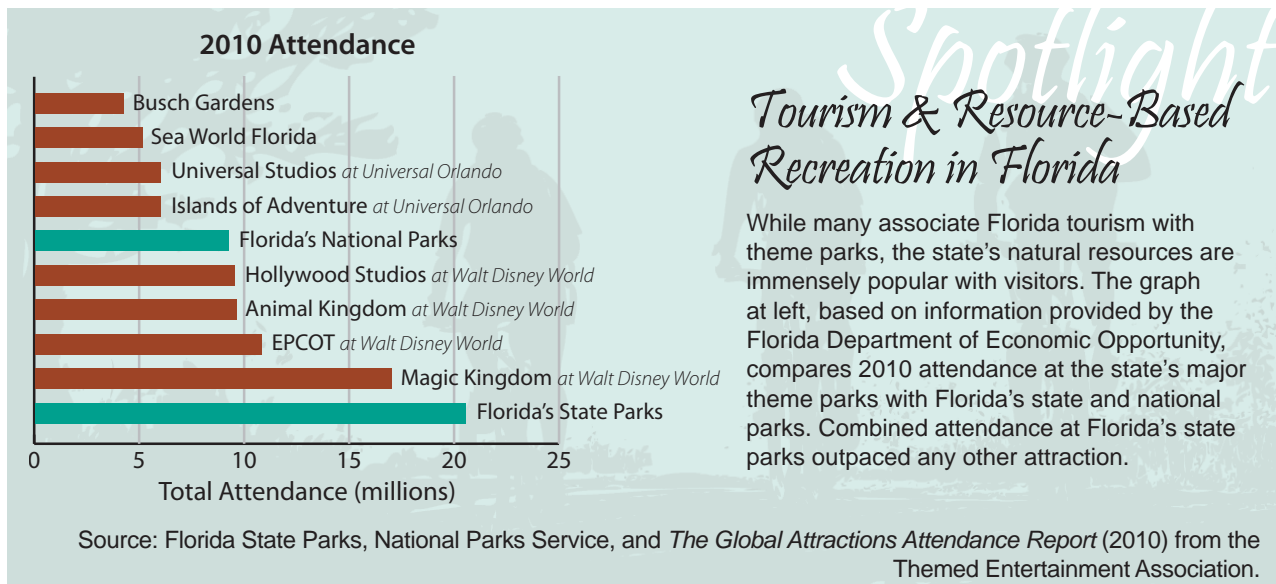 2010 Attendance
Busch Gardens
Sea World Florida
Universal Studios at Universal Orlando
Islands of Adventure at Universal Orlando
Florida's National Parks
Hollywood Studios at Walt Disney World
Animal Kingdom at Walt Disney World
EPCOT at Walt Disney World
Magic Kingdom at Walt Disney World
Florida's State Parks
0 5 10 15 20 25
Total Attendance (millions)
Spotlight
Tourism & Resource-Based
Recreation in Florida
While many associate Florida tourism with
theme parks, the state's natural resources are
immensely popular with visitors. The graph
at left, based on information provided by the
Florida Department of Economic Opportunity,
compares 2010 attendance at the state's major
theme parks with Florida's state and national
parks. Combined attendance at Florida's state
parks outpaced any other attraction.
Source: Florida State Parks, National Parks Service, and The Global Attractions Attendance Report (2010) from the
Themed Entertainment Association.